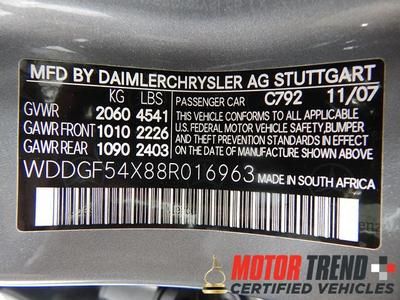 MFD BY DAIMLERCHRYSLER AG STUTTGART
KG LBS PASSENGER CAR C792 11/07
GVWR 2060 4541 THIS VEHICLE CONFORMS TO ALL APPLICABLE
GAWR FRONT 1010 2226 U.S. FEDERAL MOTOR VEHICLE SAFETY, BUMPER
GAWR REAR 1090 2403 AND THEFT PREVENTION STANDARDS IN EFFECT
ON THE DATE OF MANUFACTURE SHOWN ABOVE.
WDDGF54X88R016963 MADE IN SOUTH AFRICA
MOTOR TREND
CERTIFIED VEHICLES